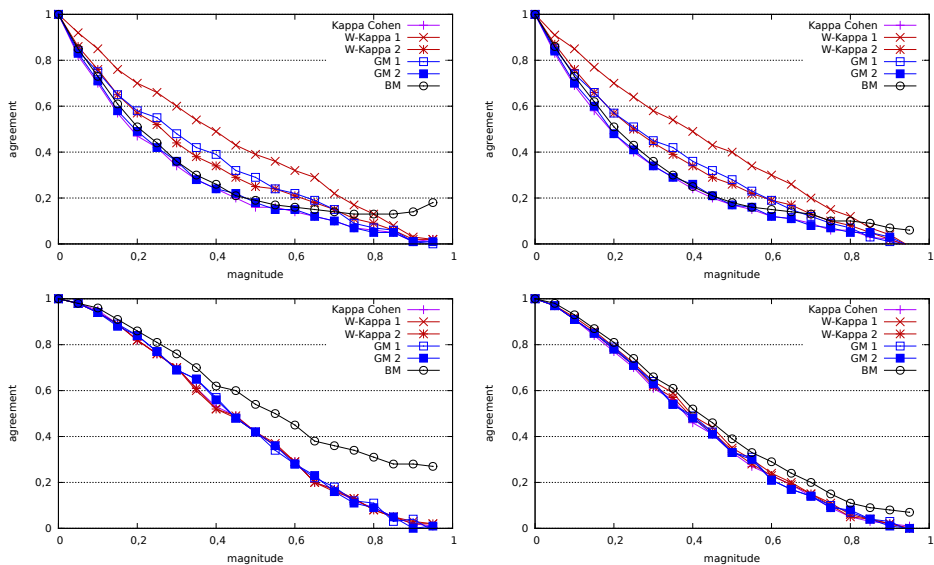 1
0,8
0,6
0,4
0,2
0
agreement
0 0,2 0,4 0,6 0,8 1
magnitude
Kappa Cohen
W-Kappa 1
W-Kappa 2
GM 1
GM 2
BM
1
0,8
0,6
0,4
0,2
0
agreement
0 0,2 0,4 0,6 0,8 1
magnitude
Kappa Cohen
W-Kappa 1
W-Kappa 2
GM 1
GM 2
BM
1
0,8
0,6
0,4
0,2
0
agreement
0 0,2 0,4 0,6 0,8 1
magnitude
Kappa Cohen
W-Kappa 1
W-Kappa 2
GM 1
GM 2
BM
1
0,8
0,6
0,4
0,2
0
agreement
0 0,2 0,4 0,6 0,8 1
magnitude
Kappa Cohen
W-Kappa 1
W-Kappa 2
GM 1
GM 2
BM